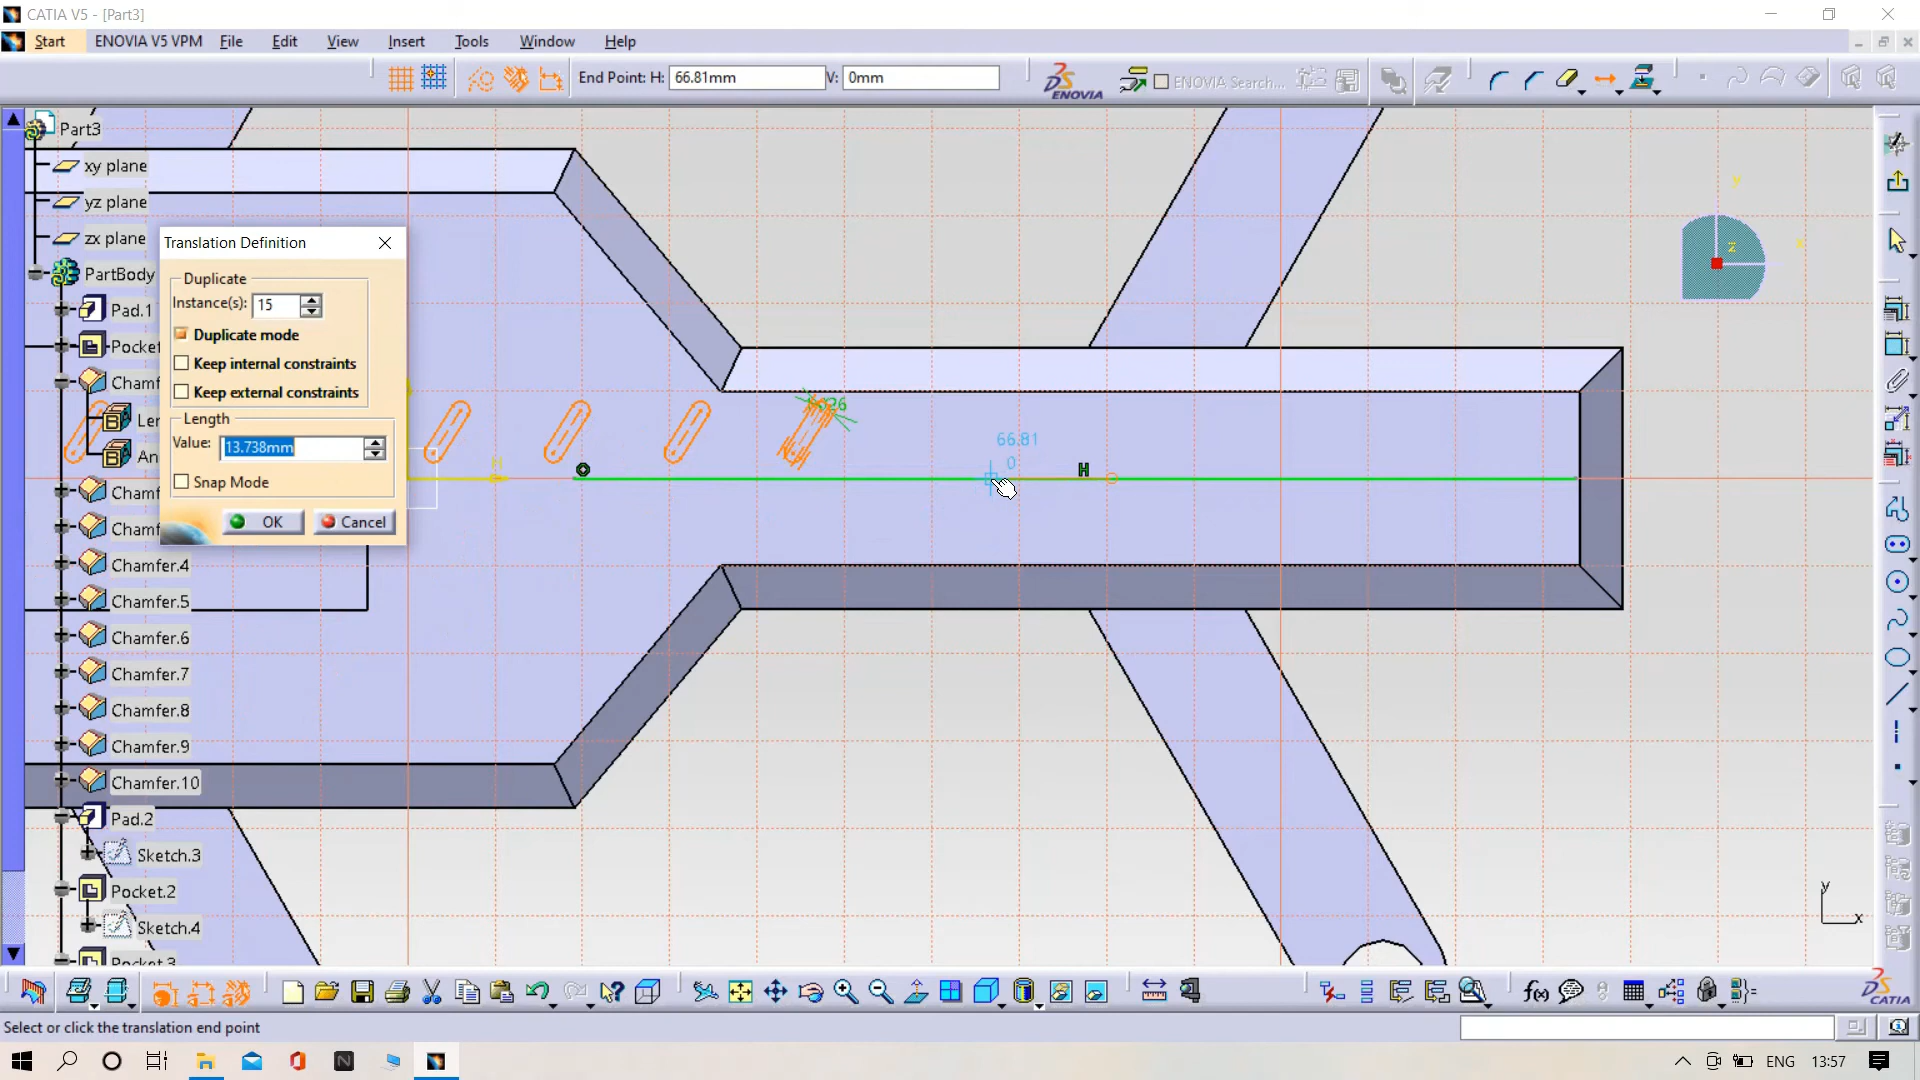 CATIA V5 - [Part3]
Start
ENOVIA V5 VPM
File
Edit
View
Insert
Tools
Window
Help
End Point: H: 66.81mm
V: 0mm
ENOVIA
ENOVIA Search...
Part3
xy plane
yz plane
zx plane
PartBody
Pad.1
Pocket
Chamf
Ler
An
Chamf
Chamf
Chamfer.4
Chamfer.5
Chamfer.6
Chamfer.7
Chamfer.8
Chamfer.9
Chamfer.10
Pad.2
Sketch.3
Pocket.2
Sketch.4
Pocket.3
Translation Definition
Duplicate
Instance(s): 15
Duplicate mode
Keep internal constraints
Keep external constraints
Length
Value: 13.738mm
Snap Mode
OK
Cancel
66.81
0
H
y
z
x
y
x
f(x)
CATIA
Select or click the translation end point
ENG
13:57